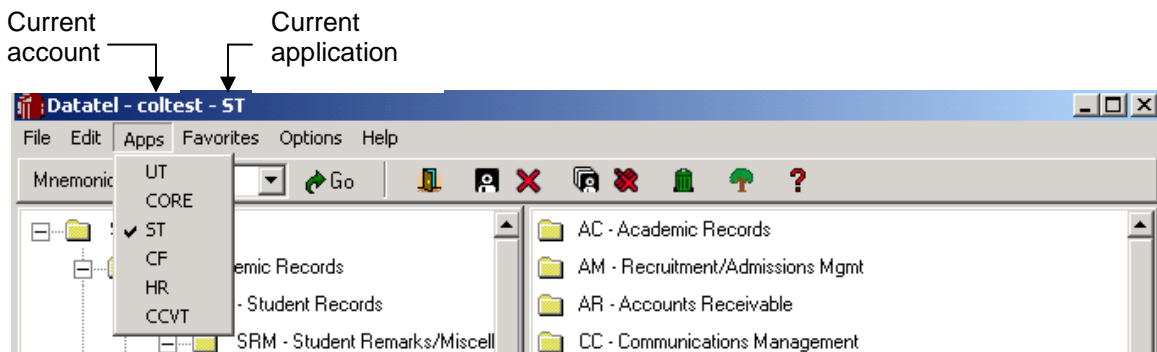 Current account
Current application
Datatel - coltest - ST
File Edit Apps Favorites Options Help
Mnemonic Go ?
UT
CORE
ST
CF
HR
CCVT
emic Records
- Student Records
SRM - Student Remarks/Miscell
AC - Academic Records
AM - Recruitment/Admissions Mgmt
AR - Accounts Receivable
CC - Communications Management